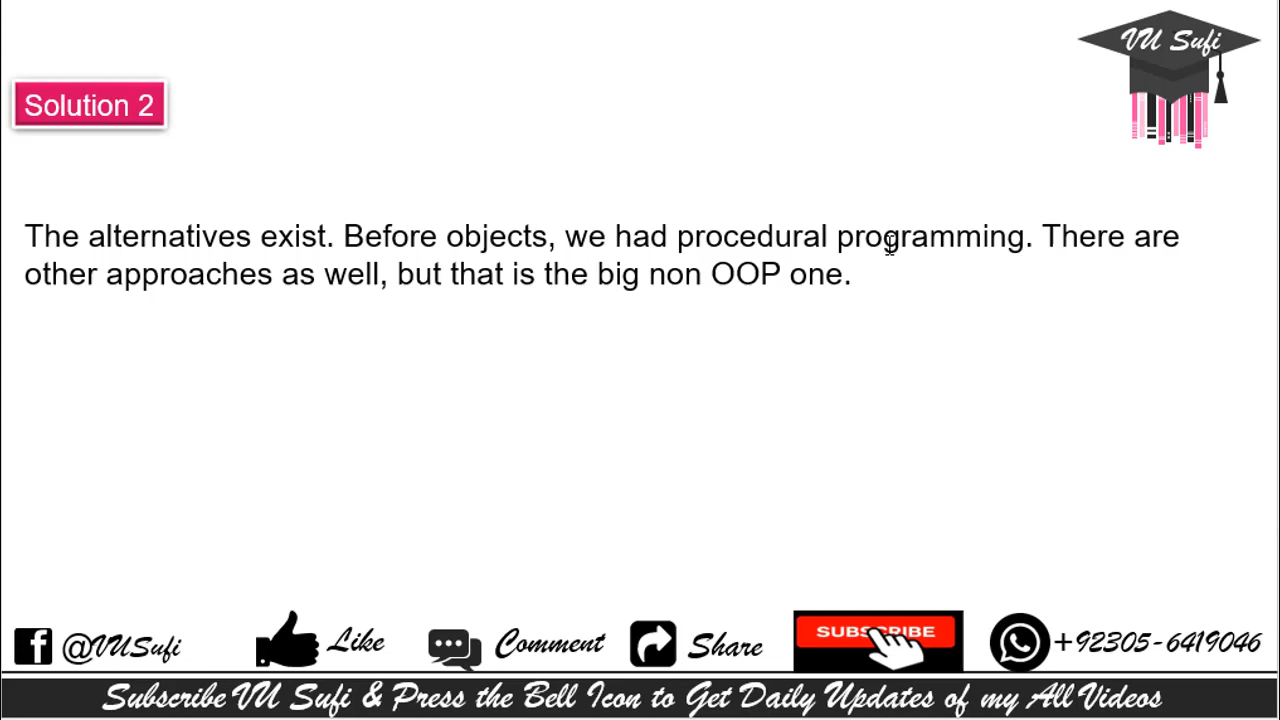 VU Sufi
Solution 2
The alternatives exist. Before objects, we had procedural programming. There are
other approaches as well, but that is the big non OOP one.
@VUSufi
Like
Comment
Share
SUBSCRIBE
+92305-6419046
Subscribe VU Sufi & Press the Bell Icon to Get Daily Updates of my All Videos